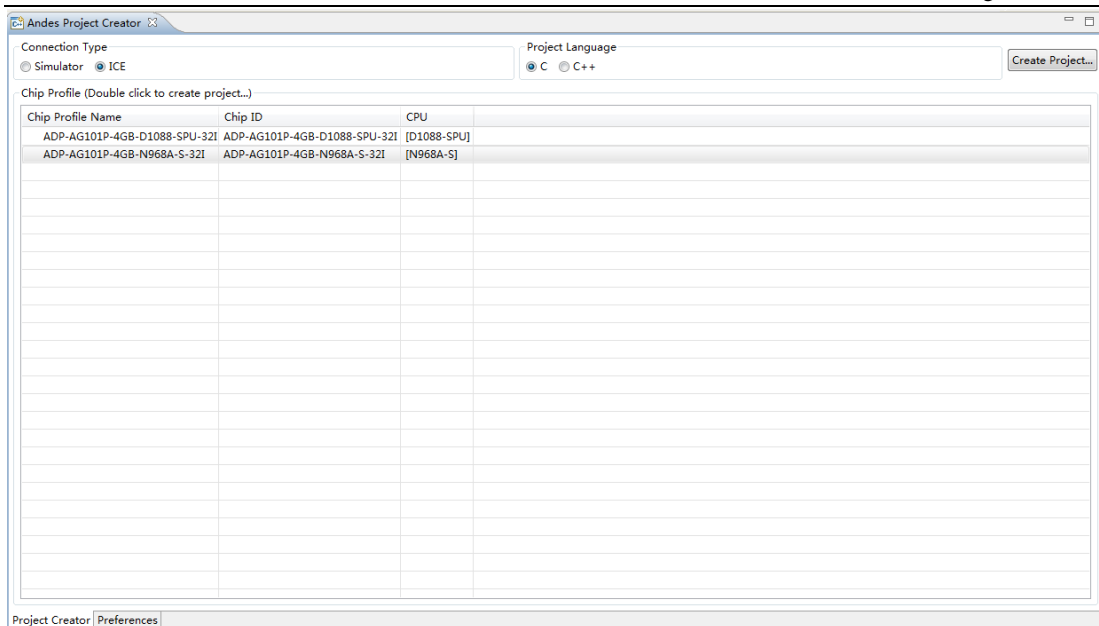 Andes Project Creator
Connection Type
Project Language
Simulator ICE
C C++
Create Project...
Chip Profile (Double click to create project...)
Chip Profile Name Chip ID CPU
ADP-AG101P-4GB-D1088-SPU-32I ADP-AG101P-4GB-D1088-SPU-32I [D1088-SPU]
ADP-AG101P-4GB-N968A-S-32I ADP-AG101P-4GB-N968A-S-32I [N968A-S]
Project Creator Preferences